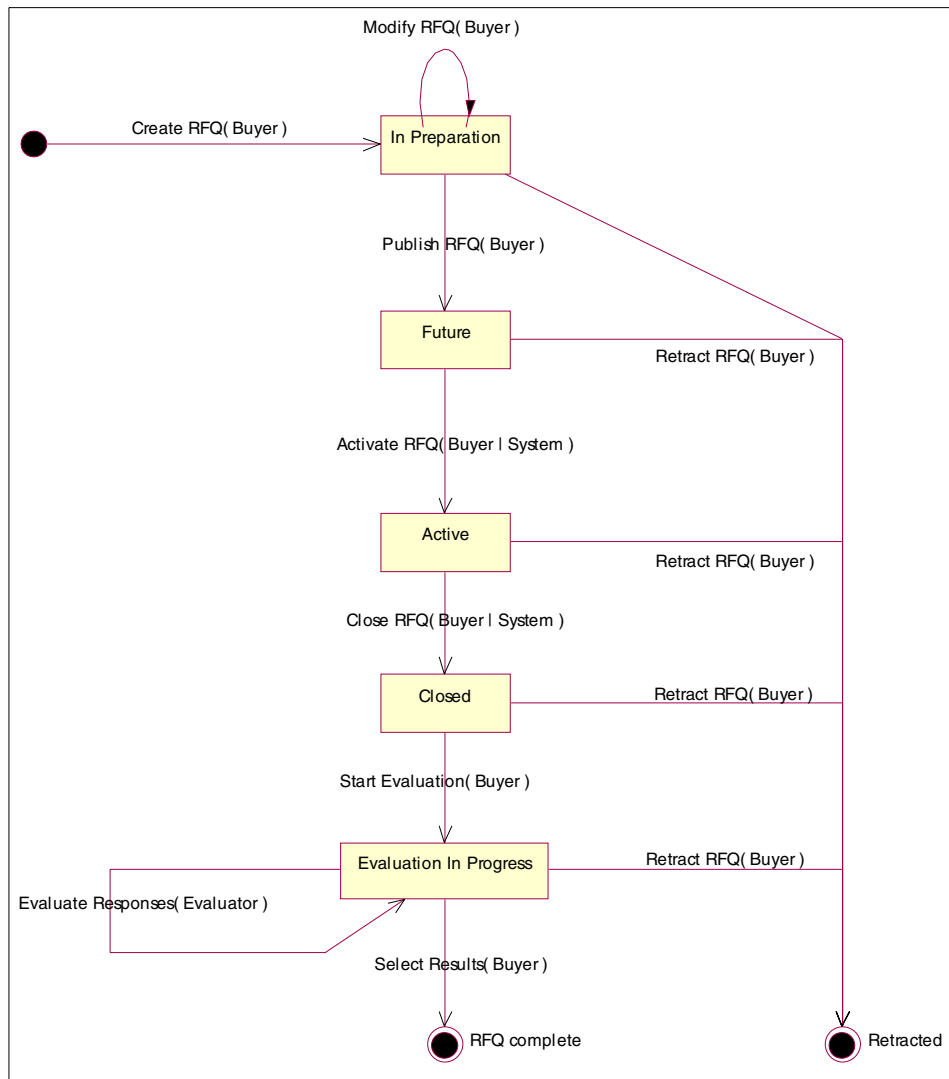 Modify RFQ( Buyer )
Create RFQ( Buyer )
In Preparation
Publish RFQ( Buyer )
Future
Retract RFQ( Buyer )
Activate RFQ( Buyer | System )
Active
Retract RFQ( Buyer )
Close RFQ( Buyer | System )
Closed
Retract RFQ( Buyer )
Start Evaluation( Buyer )
Evaluation In Progress
Retract RFQ( Buyer )
Evaluate Responses( Evaluator )
Select Results( Buyer )
RFQ complete
Retracted